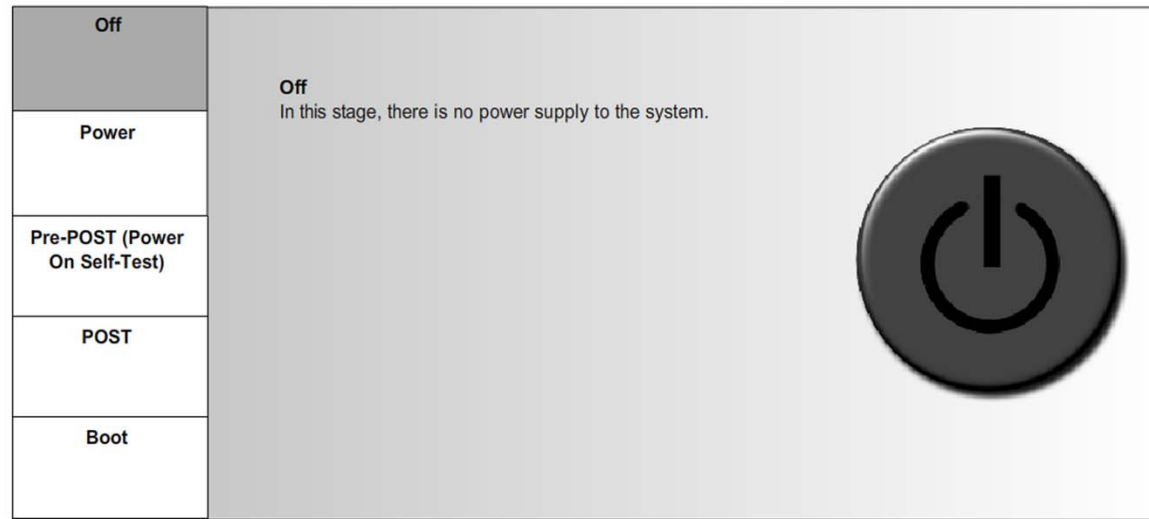 Off
Power
Pre-POST (Power
On Self-Test)
POST
Boot
Off
In this stage, there is no power supply to the system.